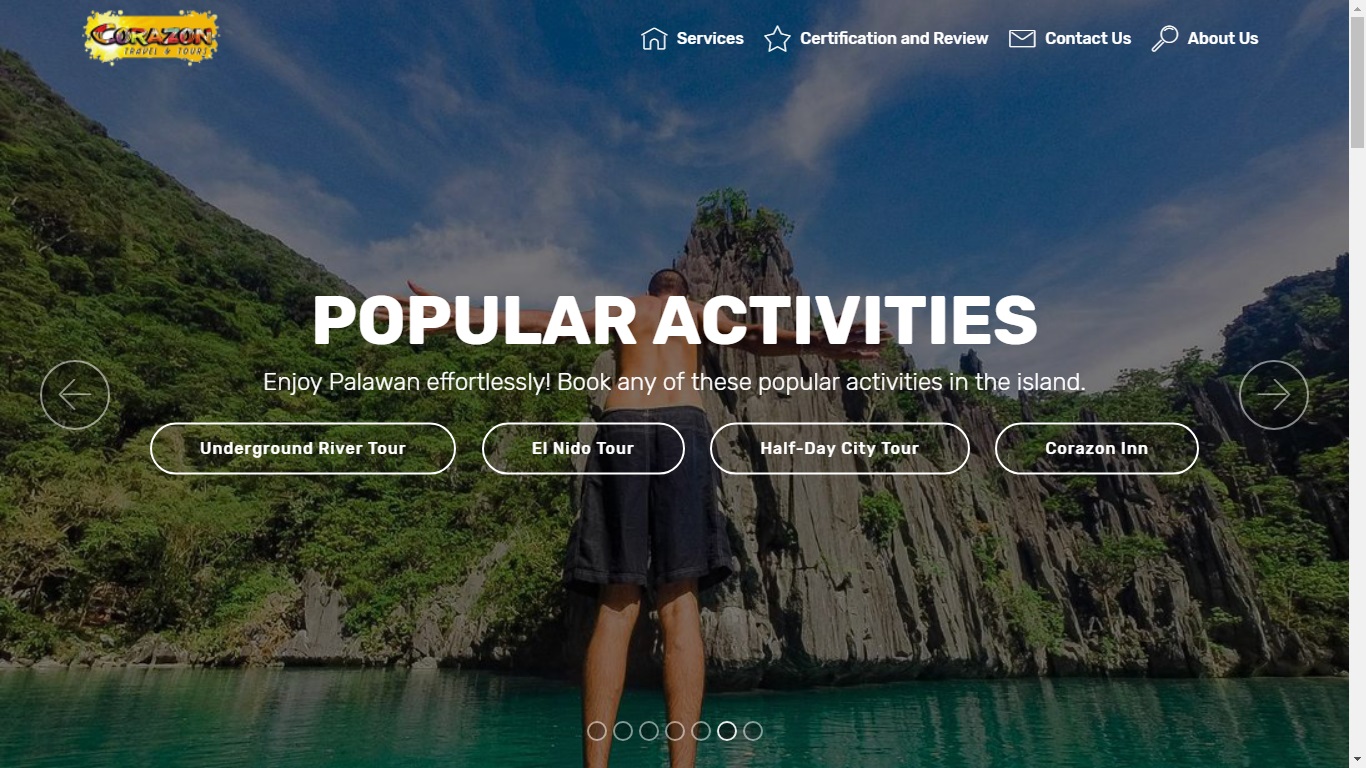 CORAZON
TRAVEL & TOURS
Services
Certification and Review
Contact Us
About Us
POPULAR ACTIVITIES
Enjoy Palawan effortlessly! Book any of these popular activities in the island.
Underground River Tour
El Nido Tour
Half-Day City Tour
Corazon Inn